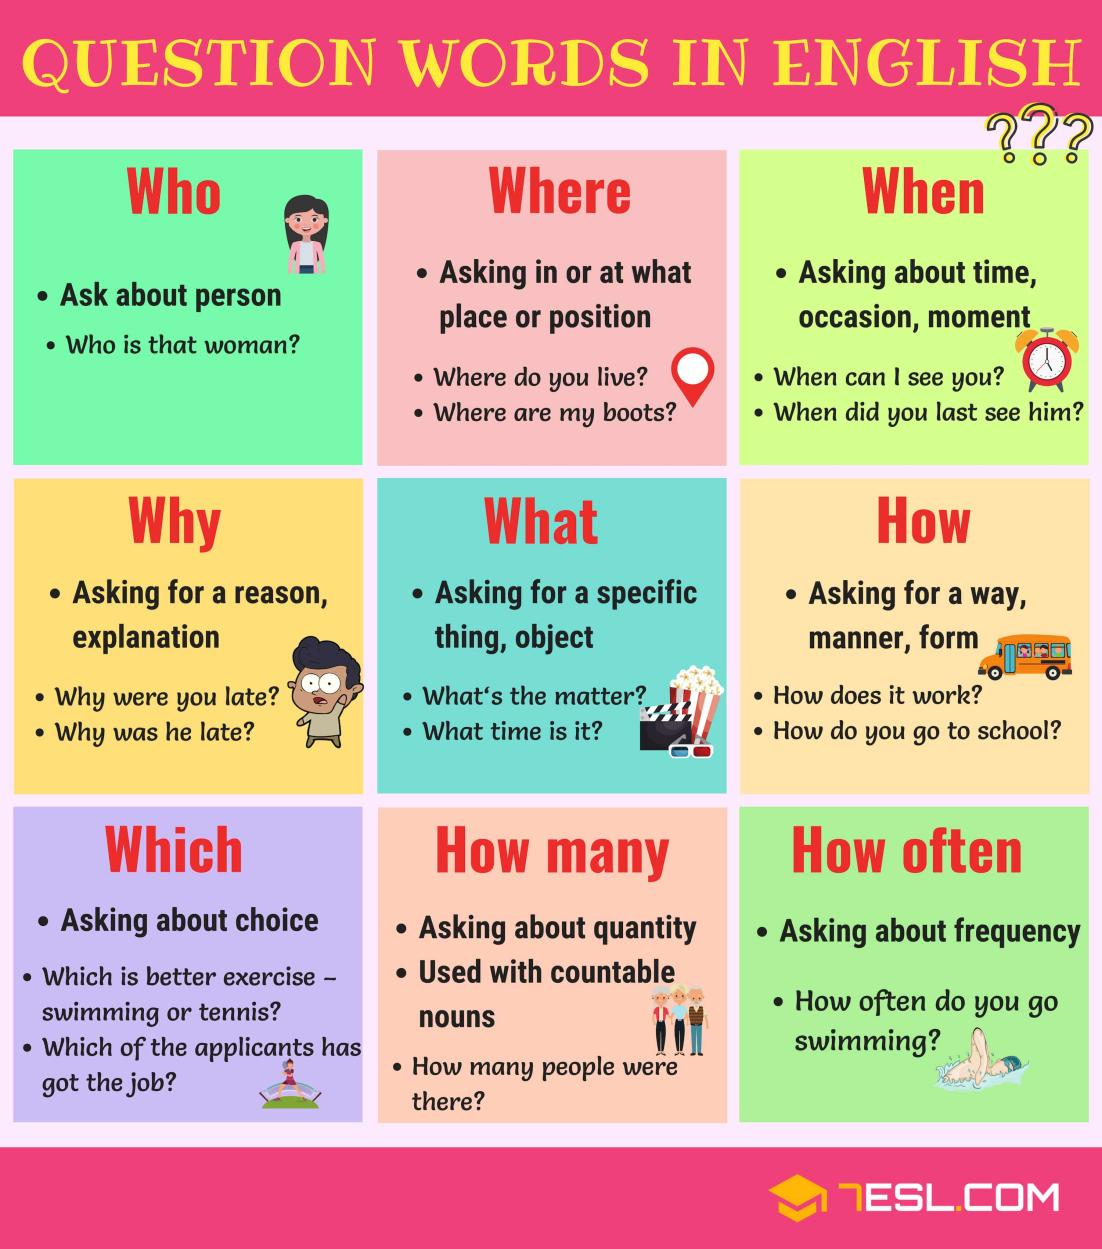 QUESTION WORDS IN ENGLISH
???
Who
• Ask about person
• Who is that woman?
Where
• Asking in or at what
place or position
• Where do you live?
• Where are my boots?
When
• Asking about time,
occasion, moment
• When can I see you?
• When did you last see him?
Why
• Asking for a reason,
explanation
• Why were you late?
• Why was he late?
What
• Asking for a specific
thing, object
• What‘s the matter?
• What time is it?
How
• Asking for a way,
manner, form
• How does it work?
• How do you go to school?
Which
• Asking about choice
• Which is better exercise –
swimming or tennis?
• Which of the applicants has
got the job?
How many
• Asking about quantity
• Used with countable
nouns
• How many people were
there?
How often
• Asking about frequency
• How often do you go
swimming?
7ESL.COM